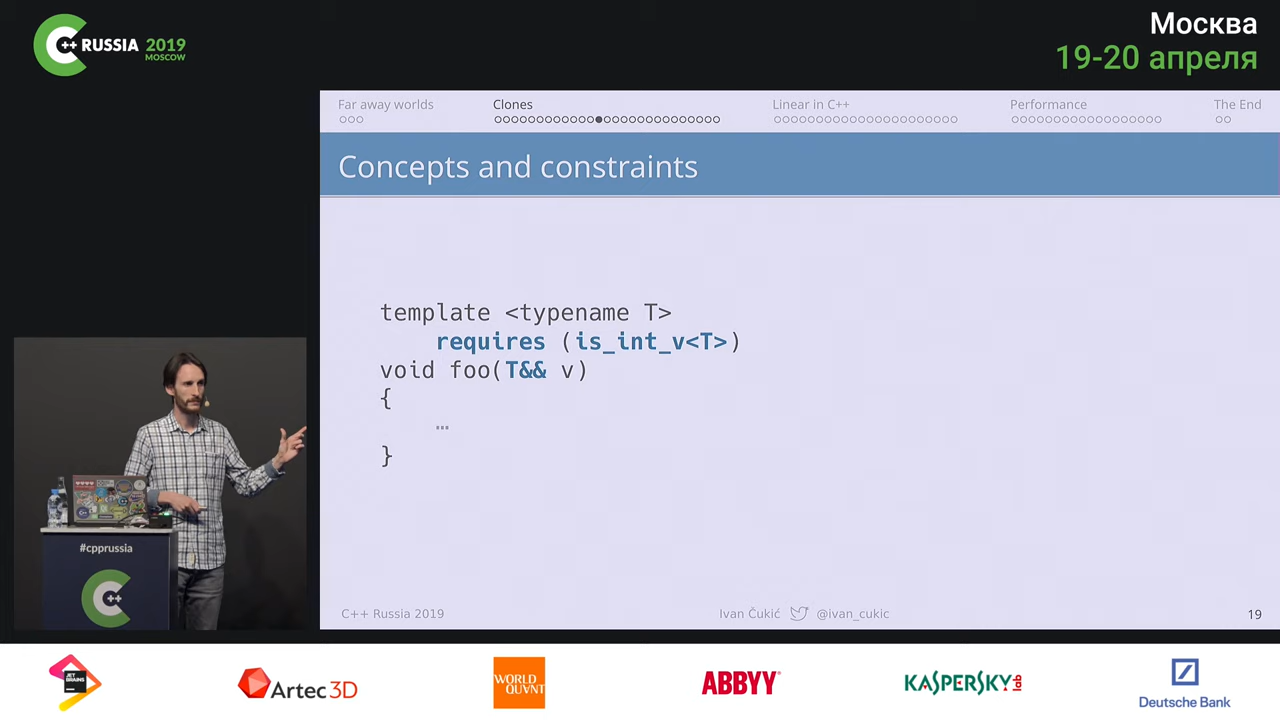 C++ RUSSIA 2019
MOSCOW
Москва
19-20 апреля
Far away worlds
Clones
Linear in C++
Performance
The End
Concepts and constraints
template <typename T>
requires (is_int_v<T>)
void foo(T&& v)
{
…
}
#cpprussia
C++
C++ Russia 2019
Ivan Čukić
@ivan_cukic
19
JET BRAINS
Artec 3D
WORLD QUANT
ABBYY
KASPERSKY lab
Deutsche Bank